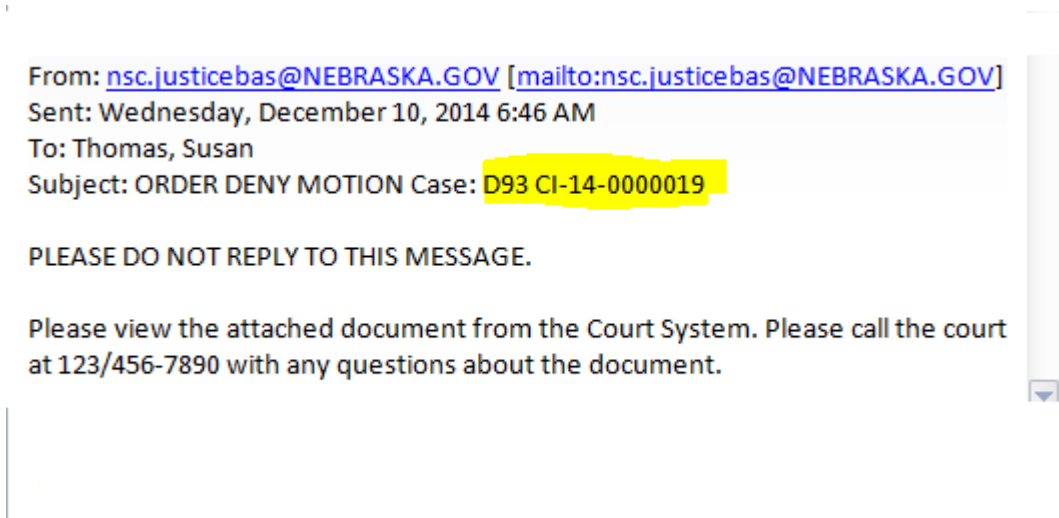 From: nsc.justicebas@NEBRASKA.GOV [mailto:nsc.justicebas@NEBRASKA.GOV]
Sent: Wednesday, December 10, 2014 6:46 AM
To: Thomas, Susan
Subject: ORDER DENY MOTION Case: D93 CI-14-0000019
PLEASE DO NOT REPLY TO THIS MESSAGE.
Please view the attached document from the Court System. Please call the court
at 123/456-7890 with any questions about the document.